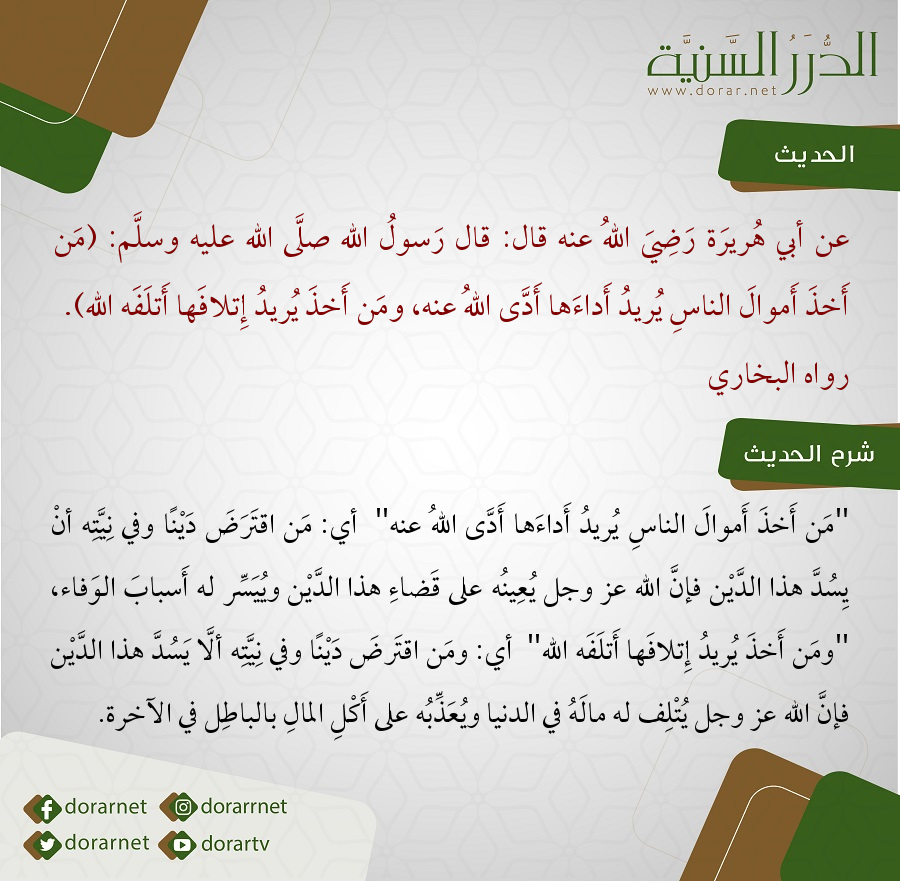 الدُّرَرُ السَّنِيَّة
www.dorar.net
الحديث
عن أبي هُريرَة رَضِيَ اللهُ عنه قال: قال رَسولُ الله صلَّى الله عليه وسلَّم: (مَن
أَخذَ أَموالَ الناسِ يُريدُ أَداءَها أَدَّى اللهُ عنه، ومَن أَخذَ يُريدُ إِتلافَها أَتلَفَه الله).
رواه البخاري
شرح الحديث
"مَن أَخذَ أَموالَ الناسِ يُريدُ أَداءَها أَدَّى اللهُ عنه" أي: مَن اقتَرَضَ دَيْنًا وفي نِيَّتِه أنْ
يِسُدَّ هذا الدَّيْن فإنَّ الله عز وجل يُعِينُه على قَضاءِ هذا الدَّيْن ويُيَسِّر له أَسبابَ الوَفاء،
"ومَن أَخذَ يُريدُ إِتلافَها أَتلَفَه الله" أي: ومَن اقتَرضَ دَيْنًا وفي نِيَّتِه ألَّا يَسُدَّ هذا الدَّيْن
فإنَّ الله عز وجل يُتْلِف له مالَهُ في الدنيا ويُعَذِّبُه على أَكْلِ المالِ بالباطِل في الآخرة.
dorarnet dorarrnet
dorarnet dorartv